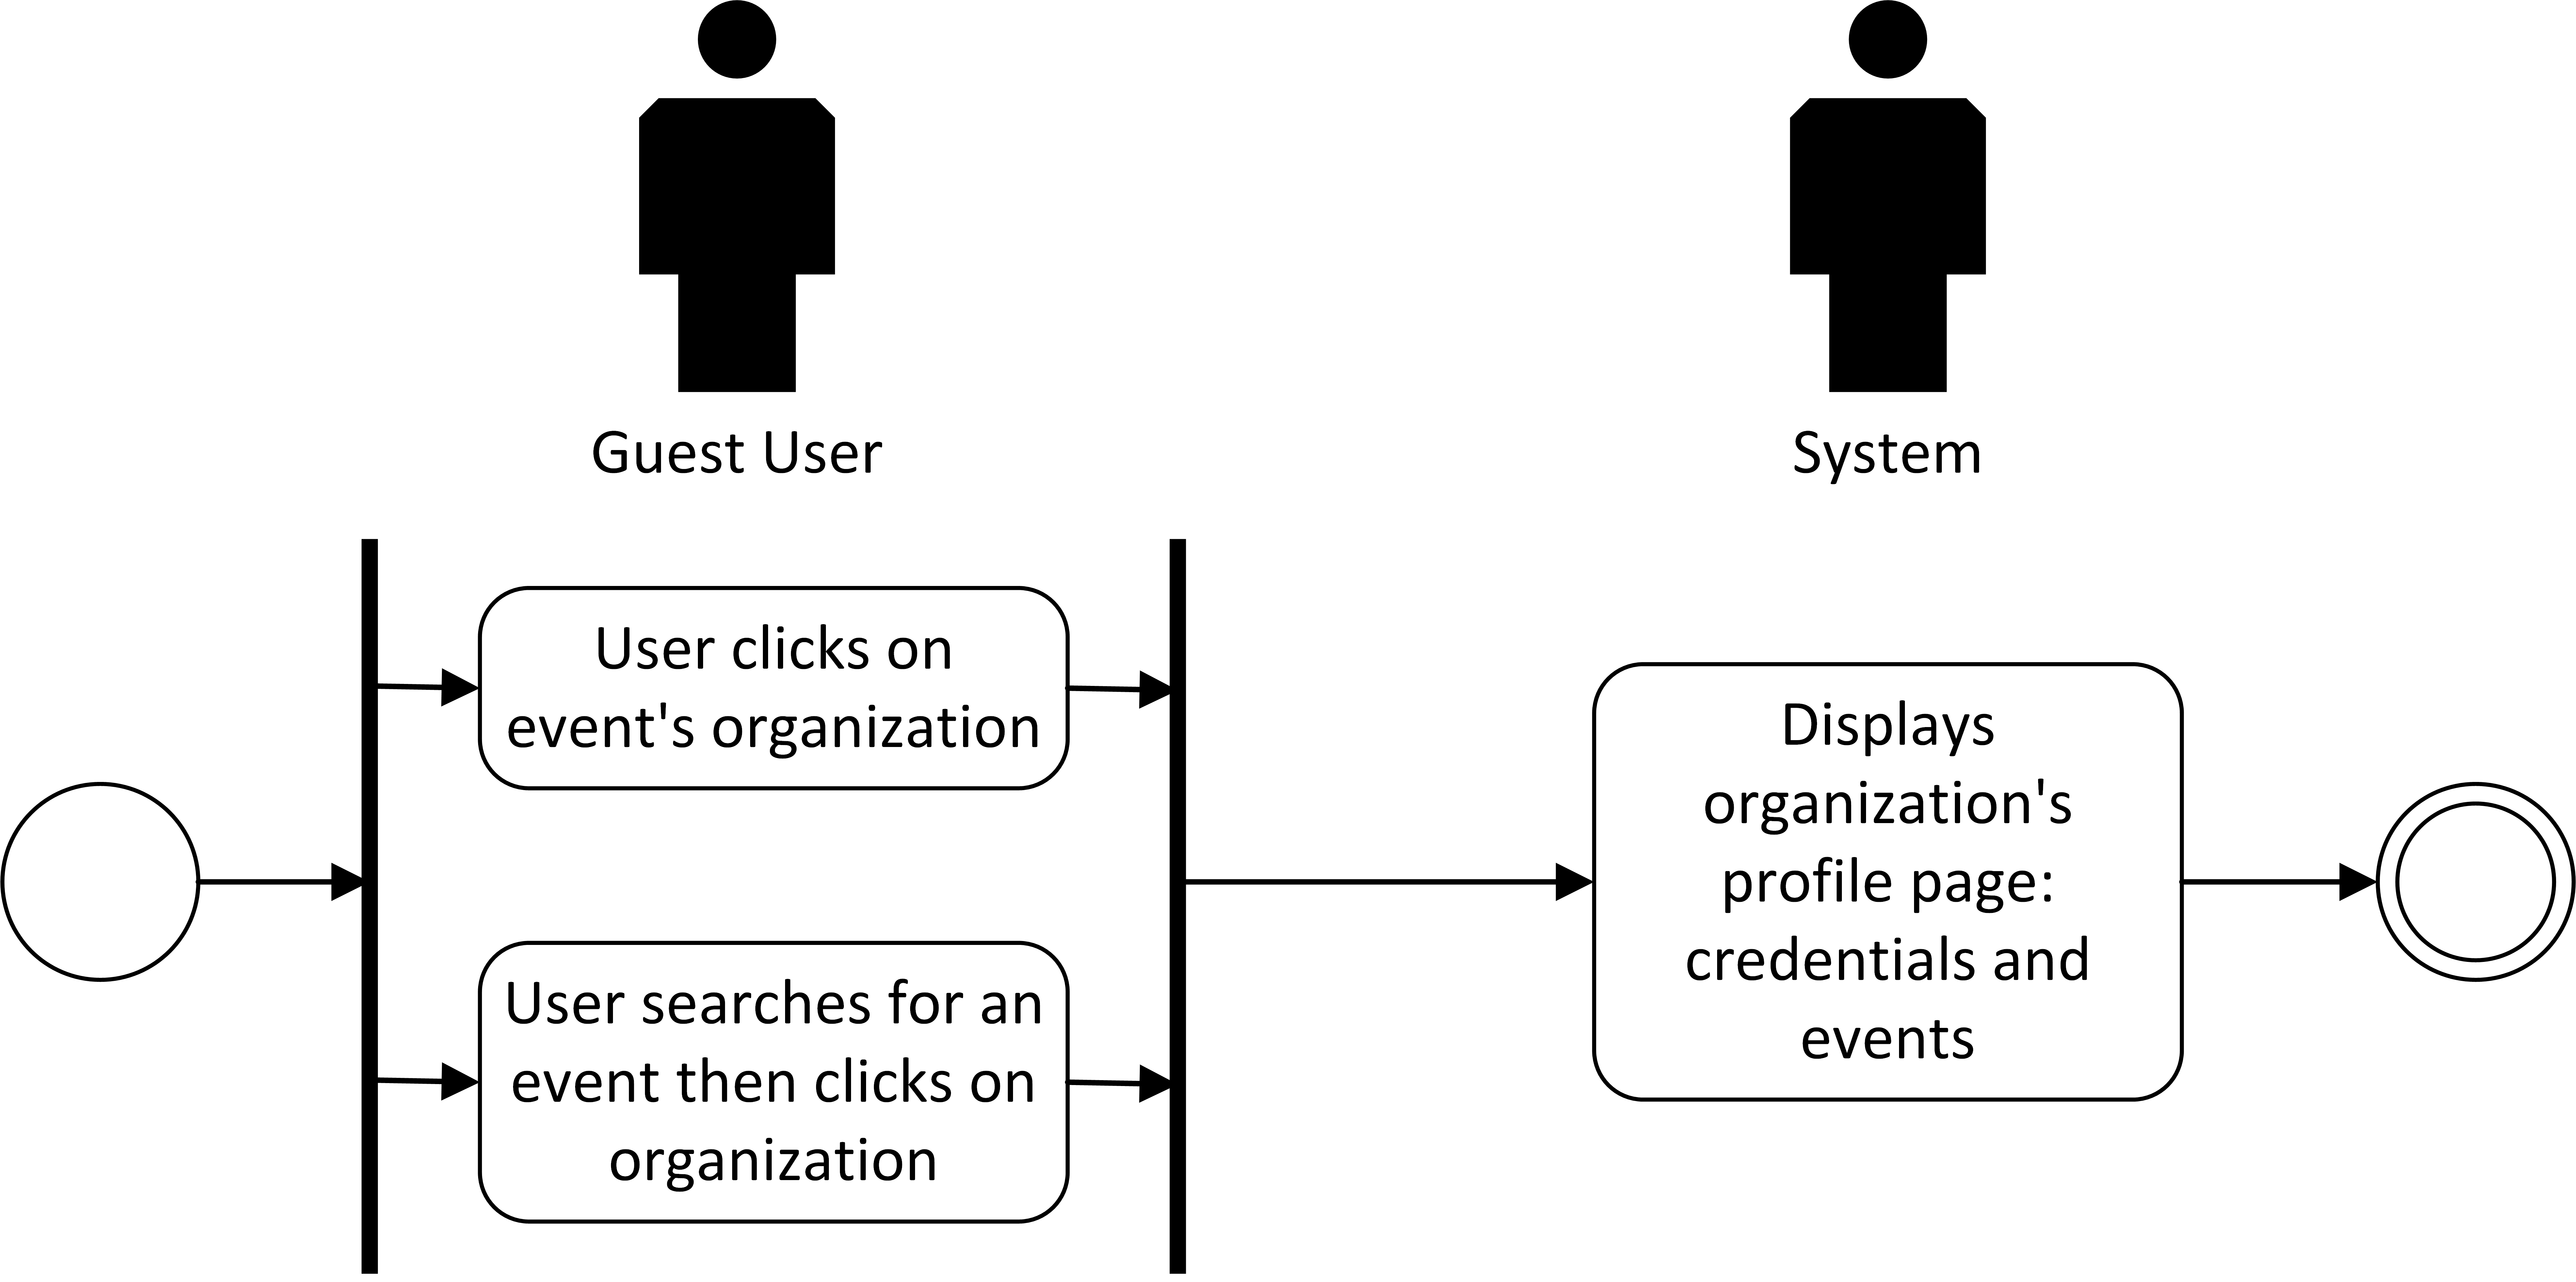 Guest User
System
User clicks on
event's organization
User searches for an
event then clicks on
organization
Displays
organization's
profile page:
credentials and
events